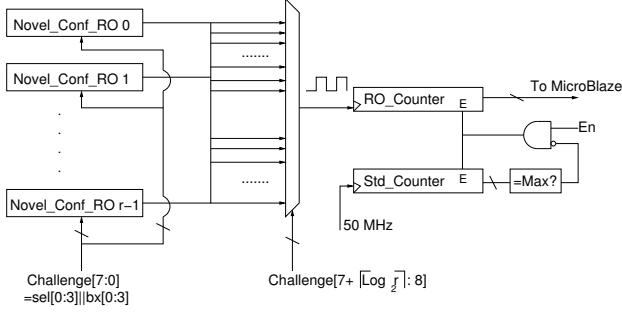 Novel_Conf_RO 0
Novel_Conf_RO 1
.......
RO_Counter E
To MicroBlaze
En
.......
Std_Counter E
=Max?
Novel_Conf_RO r−1
50 MHz
Challenge[7:0]
=sel[0:3]||bx[0:3]
Challenge[7+ ⌈Log₂ r⌉: 8]